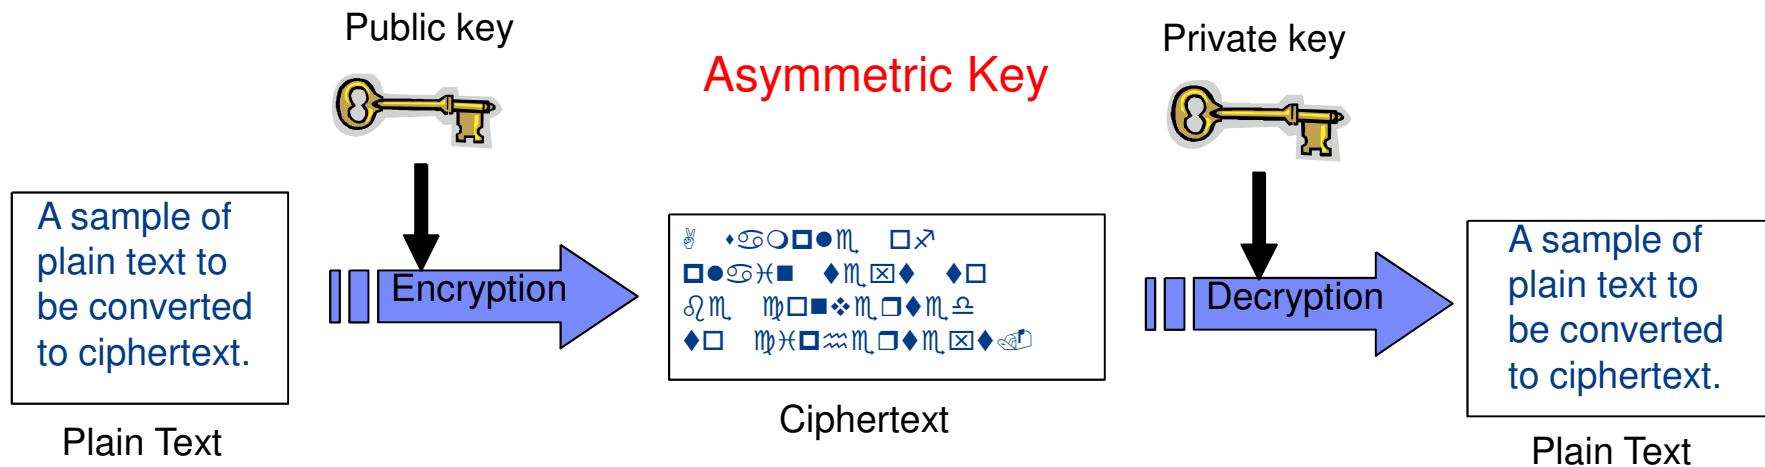 Public key
Private key
Asymmetric Key
A sample of
plain text to
be converted
to ciphertext.
Plain Text
Encryption
✌ ⬧♋❍◻●♏ □♐
◻●♋♓■ ⧫♏⌧⧫ ⧫□
♌♏ ♍□■❖♏❒⧫♏♎
⧫□ ♍♓◻♒♏❒⧫♏⌧⧫📬
Ciphertext
Decryption
A sample of
plain text to
be converted
to ciphertext.
Plain Text